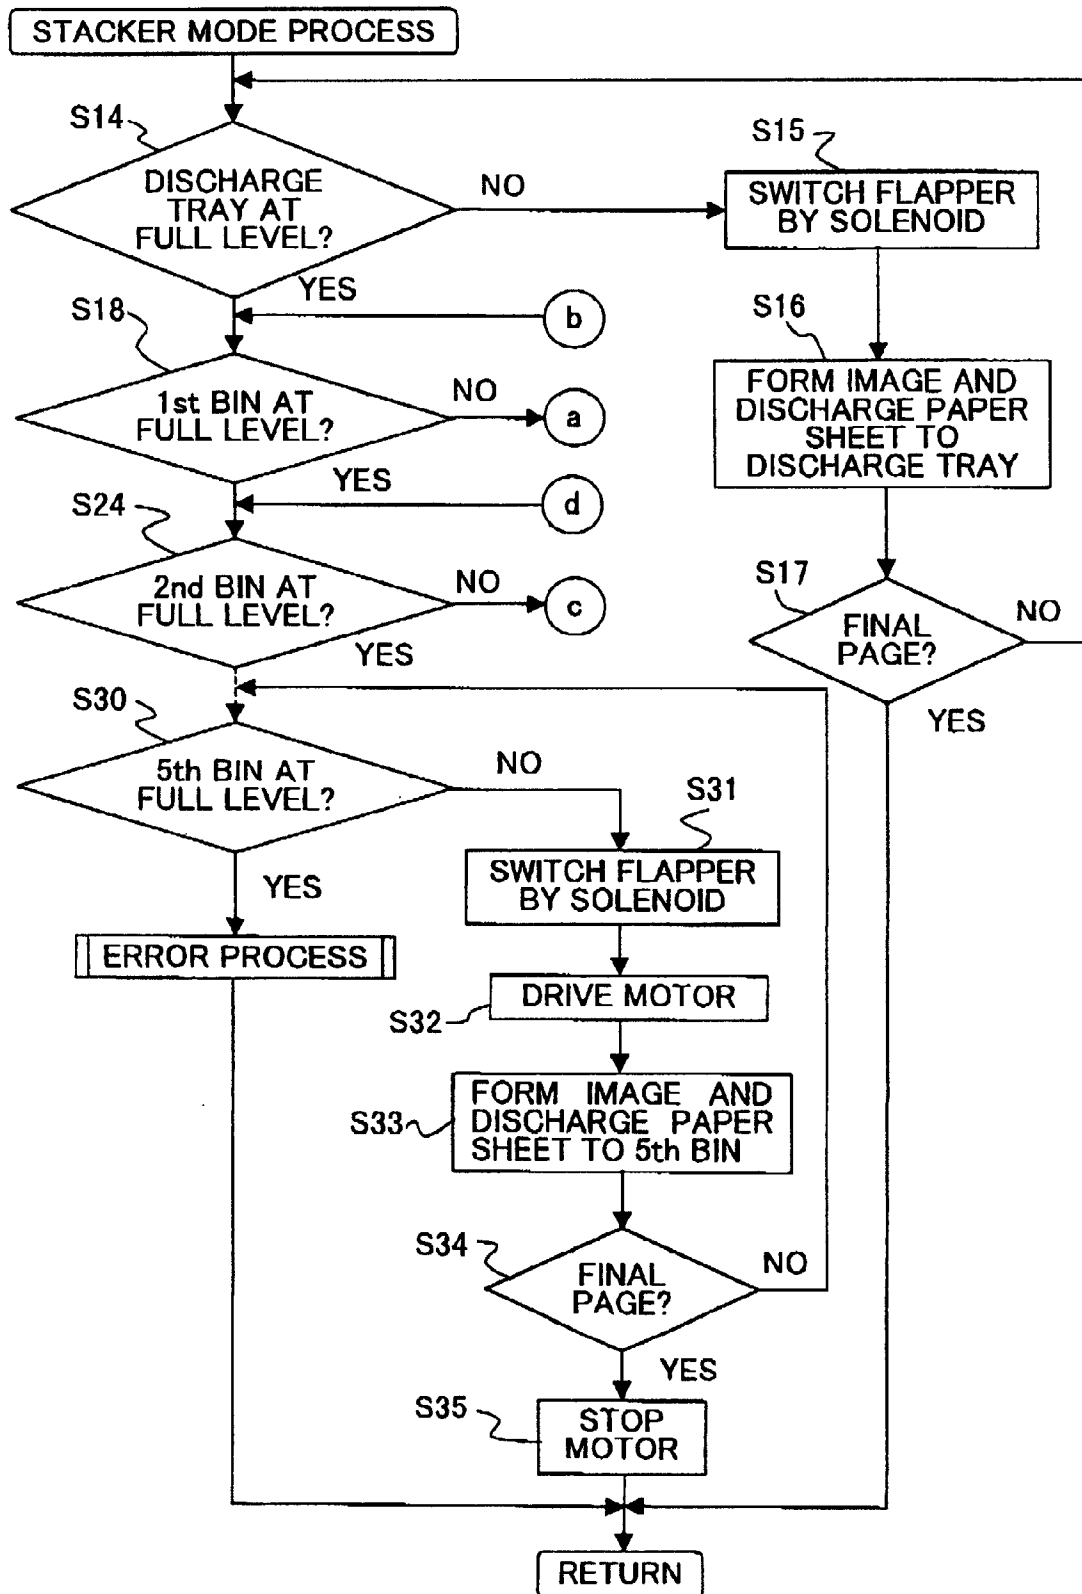 STACKER MODE PROCESS
S14
DISCHARGE
TRAY AT
FULL LEVEL?
NO
YES
S15
SWITCH FLAPPER
BY SOLENOID
S16
FORM IMAGE AND
DISCHARGE PAPER
SHEET TO
DISCHARGE TRAY
S17
FINAL
PAGE?
NO
YES
b
S18
1st BIN AT
FULL LEVEL?
NO
a
YES
d
S24
2nd BIN AT
FULL LEVEL?
NO
c
YES
S30
5th BIN AT
FULL LEVEL?
NO
YES
ERROR PROCESS
S31
SWITCH FLAPPER
BY SOLENOID
S32
DRIVE MOTOR
S33
FORM IMAGE AND
DISCHARGE PAPER
SHEET TO 5th BIN
S34
FINAL
PAGE?
NO
YES
S35
STOP
MOTOR
RETURN